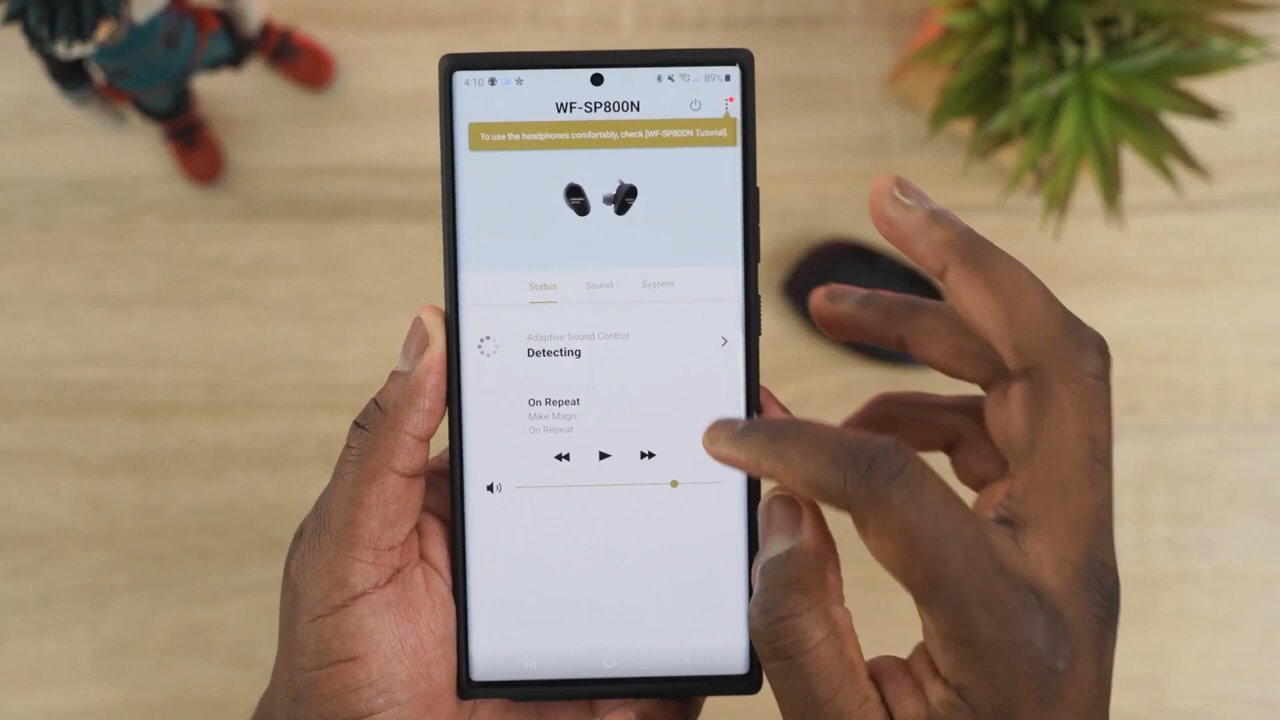 4:10 89%
WF-SP800N
To use the headphones comfortably, check [WF-SP800N Tutorial].
Status Sound System
Adaptive Sound Control
Detecting
On Repeat
Mike Mago
On Repeat